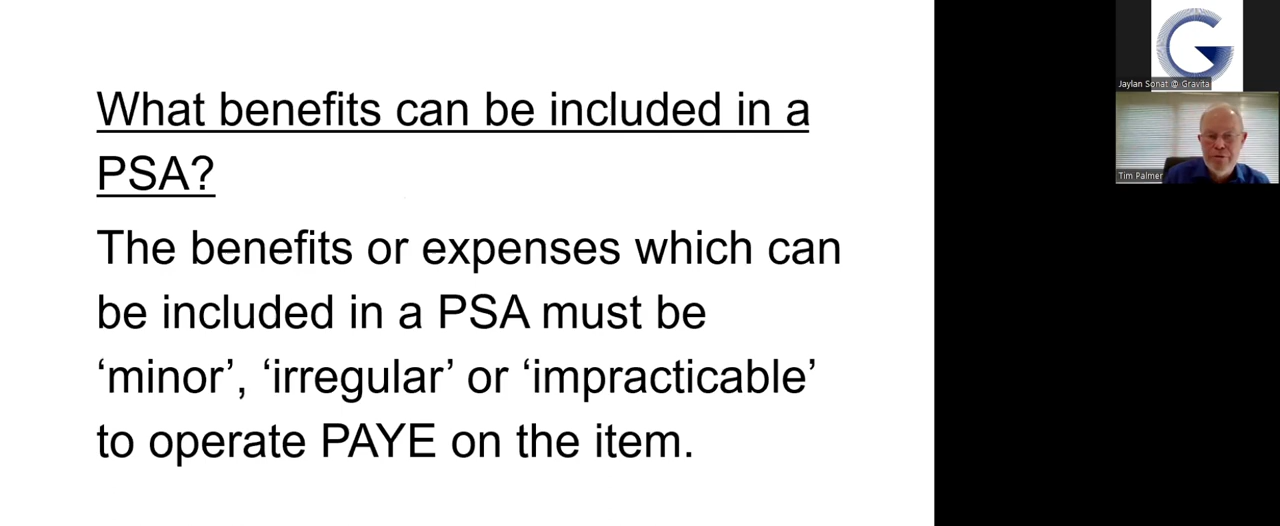 What benefits can be included in a
PSA?
The benefits or expenses which can
be included in a PSA must be
‘minor’, ‘irregular’ or ‘impracticable’
to operate PAYE on the item.
G
Jaylan Sonat @ Gravita
Tim Palmer